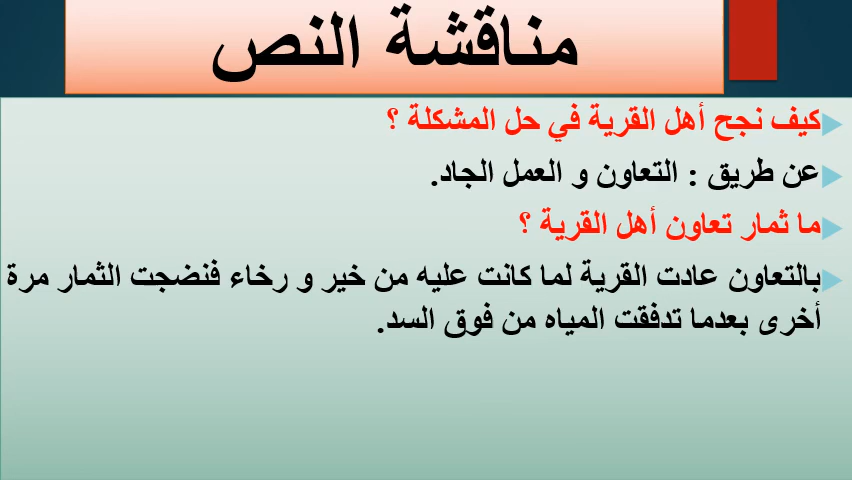 مناقشة النص
كيف نجح أهل القرية في حل المشكلة ؟
عن طريق : التعاون و العمل الجاد.
ما ثمار تعاون أهل القرية ؟
بالتعاون عادت القرية لما كانت عليه من خير و رخاء فنضجت الثمار مرة
أخرى بعدما تدفقت المياه من فوق السد.